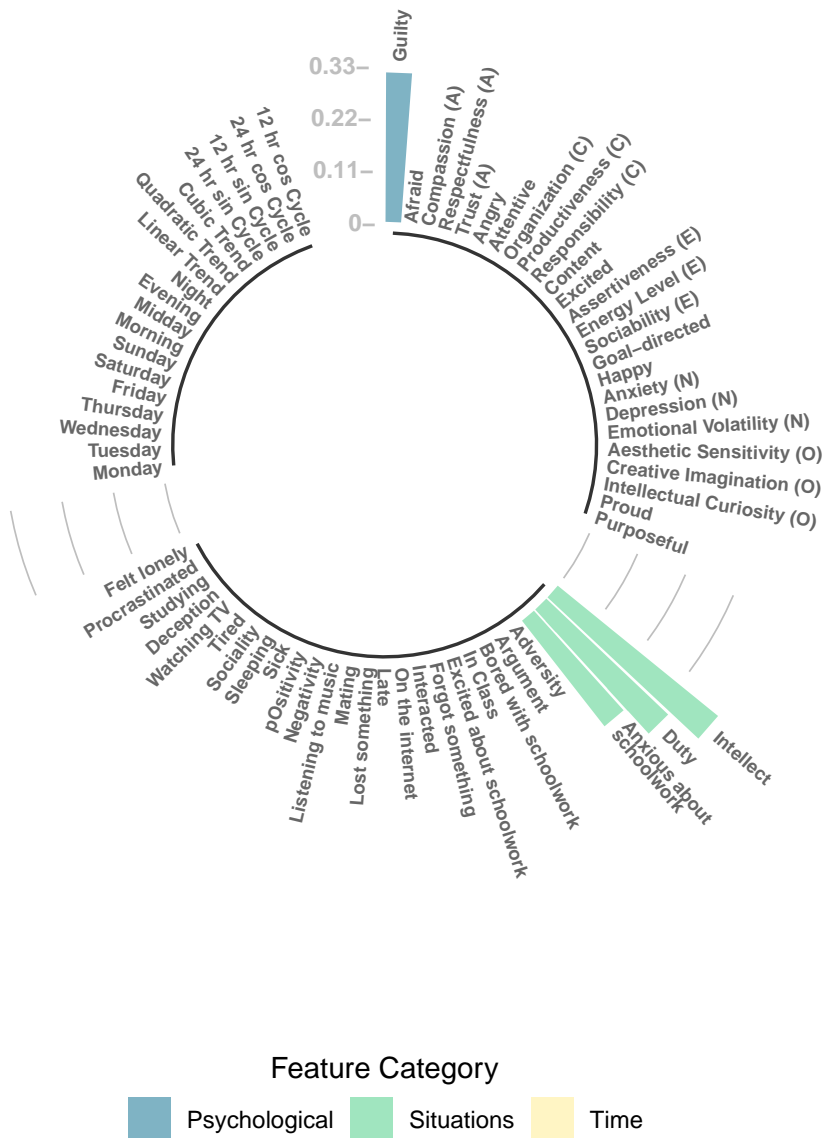 Guilty
0.33–
0.22–
0.11–
0–
Afraid
Compassion (A)
Respectfulness (A)
Trust (A)
Angry
Attentive
Organization (C)
Productiveness (C)
Responsibility (C)
Content
Excited
Assertiveness (E)
Energy Level (E)
Sociability (E)
Goal–directed
Happy
Anxiety (N)
Depression (N)
Emotional Volatility (N)
Aesthetic Sensitivity (O)
Creative Imagination (O)
Intellectual Curiosity (O)
Proud
Purposeful
Intellect
Duty
Anxious about
schoolwork
Adversity
Argument
Bored with schoolwork
In Class
Excited about schoolwork
Forgot something
Interacted
On the internet
Late
Lost something
Mating
Listening to music
Negativity
pOsitivity
Sick
Sleeping
Sociality
Tired
Watching TV
Deception
Studying
Procrastinated
Felt lonely
Monday
Tuesday
Wednesday
Thursday
Friday
Saturday
Sunday
Morning
Midday
Evening
Night
Linear Trend
Quadratic Trend
Cubic Trend
24 hr sin Cycle
12 hr sin Cycle
24 hr cos Cycle
12 hr cos Cycle
Feature Category
Psychological
Situations
Time